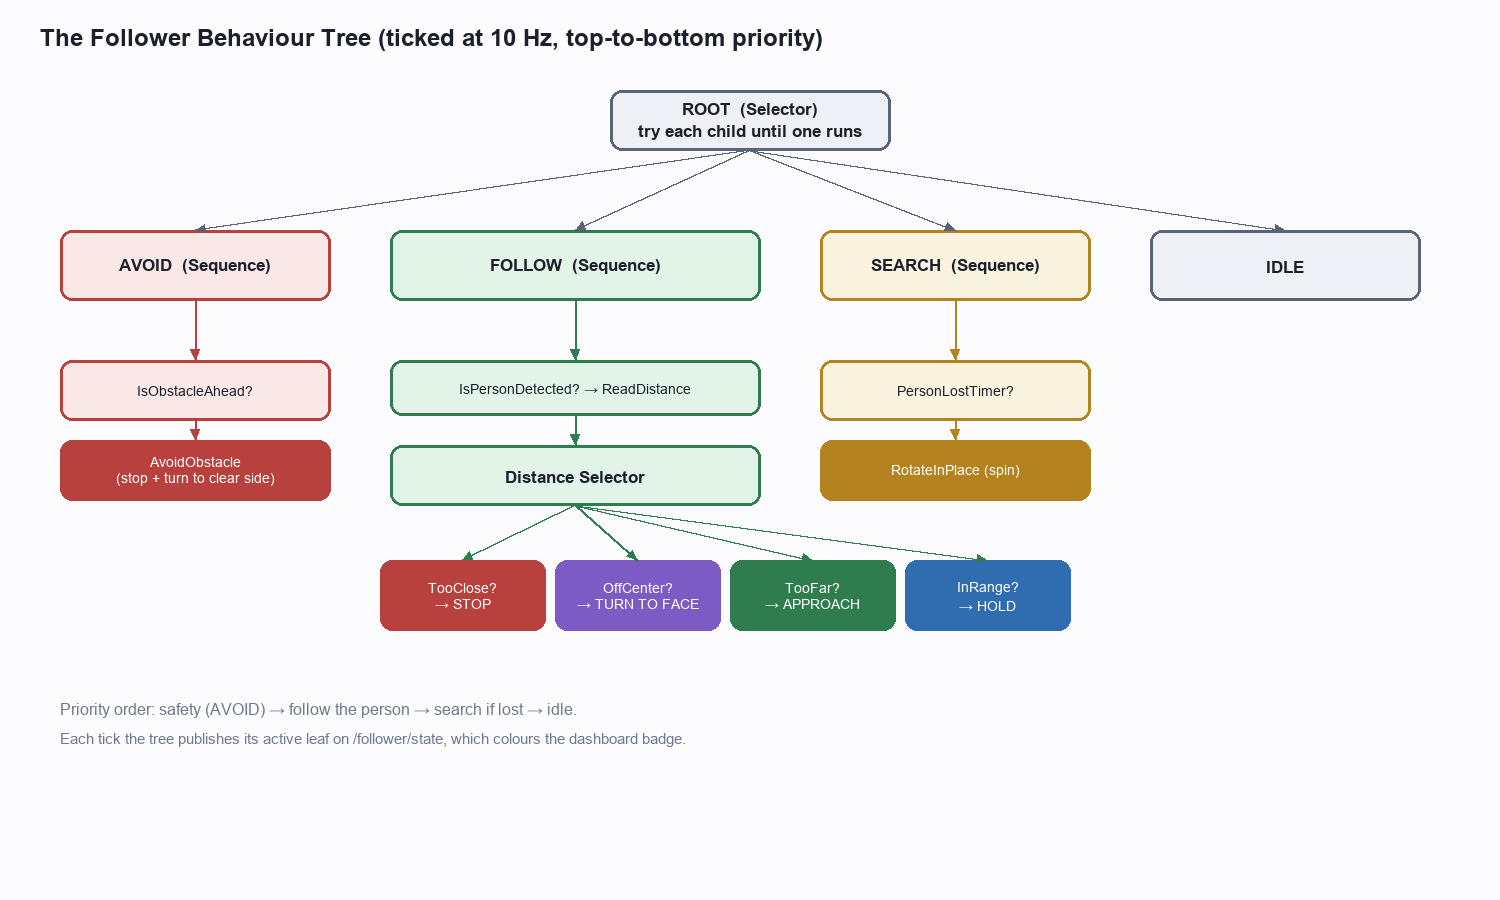 The Follower Behaviour Tree (ticked at 10 Hz, top-to-bottom priority)
ROOT (Selector)
try each child until one runs
AVOID (Sequence)
FOLLOW (Sequence)
SEARCH (Sequence)
IDLE
IsObstacleAhead?
IsPersonDetected? → ReadDistance
PersonLostTimer?
AvoidObstacle
(stop + turn to clear side)
Distance Selector
RotateInPlace (spin)
TooClose?
→ STOP
OffCenter?
→ TURN TO FACE
TooFar?
→ APPROACH
InRange?
→ HOLD
Priority order: safety (AVOID) → follow the person → search if lost → idle.
Each tick the tree publishes its active leaf on /follower/state, which colours the dashboard badge.